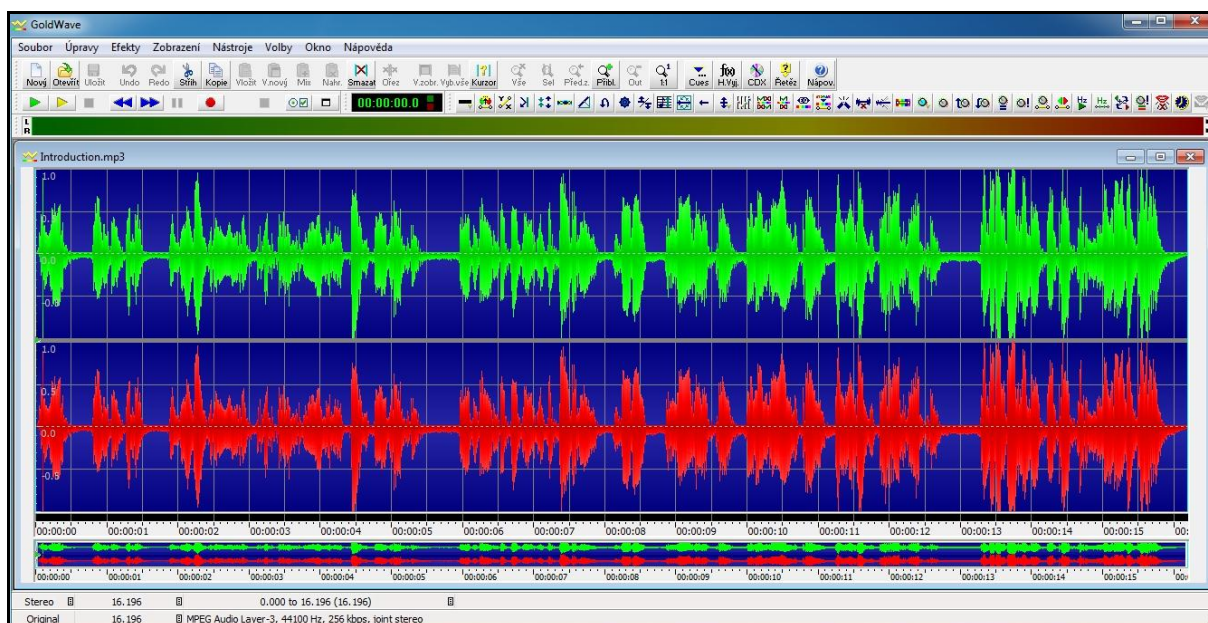 GoldWave
Soubor Úpravy Efekty Zobrazení Nástroje Volby Okno Nápověda
Nový Otevřít Uložit Undo Redo Střih Kopie Vložit V.nový Mix Nahr. Smazat Ořez V.zobr. Vyb.vše Kurzor Vše Sel Před.z. Přibl. Out 1:1 Cues H.Výj. CDX Řetěz Nápov.
00:00:00.0
L
R
Introduction.mp3
1.0
0.0
1.0
0.5
0.0
-0.5
00:00:00 00:00:01 00:00:02 00:00:03 00:00:04 00:00:05 00:00:06 00:00:07 00:00:08 00:00:09 00:00:10 00:00:11 00:00:12 00:00:13 00:00:14 00:00:15 00:
00:00:00 00:00:01 00:00:02 00:00:03 00:00:04 00:00:05 00:00:06 00:00:07 00:00:08 00:00:09 00:00:10 00:00:11 00:00:12 00:00:13 00:00:14 00:00:15
Stereo 16.196 0.000 to 16.196 (16.196)
Original 16.196 MPEG Audio Layer-3, 44100 Hz, 256 kbps, joint stereo